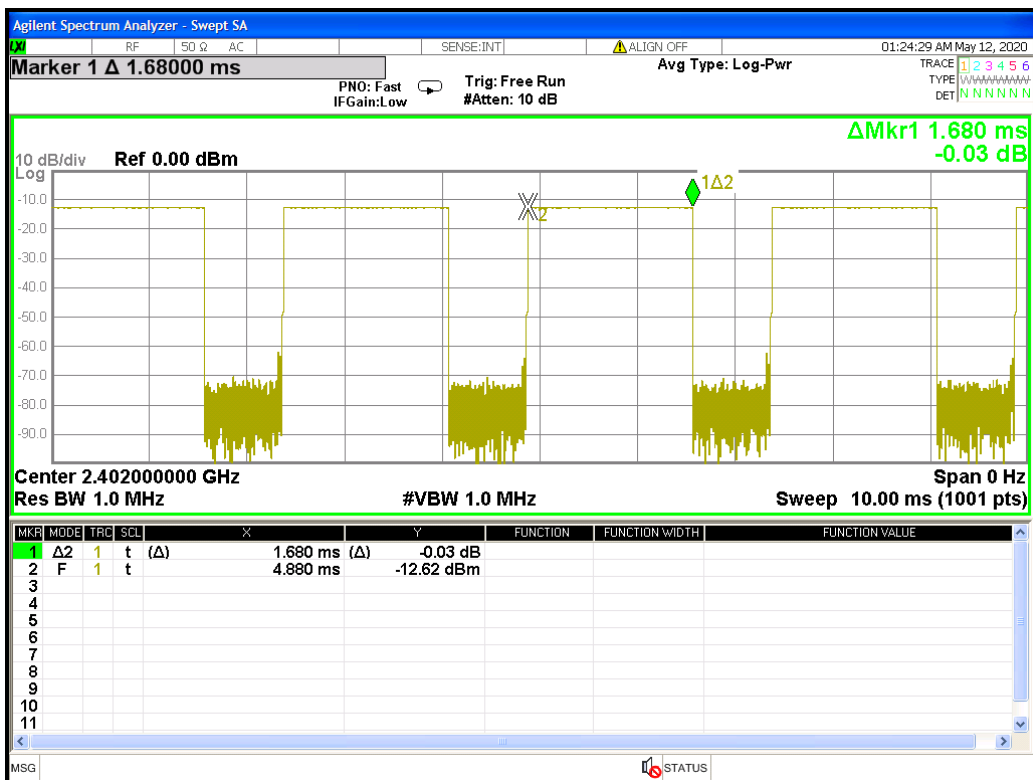 Agilent Spectrum Analyzer - Swept SA
LXI RF 50 Ω AC SENSE:INT ALIGN OFF 01:24:29 AM May 12, 2020
Marker 1 Δ 1.68000 ms
PNO: Fast
IFGain:Low
Trig: Free Run
#Atten: 10 dB
Avg Type: Log-Pwr
TRACE 1 2 3 4 5 6
TYPE WWWWWW
DET N N N N N N
ΔMkr1 1.680 ms
-0.03 dB
10 dB/div Ref 0.00 dBm
Log
1Δ2
-10.0
2
-20.0
-30.0
-40.0
-50.0
-60.0
-70.0
-80.0
-90.0
Center 2.402000000 GHz Span 0 Hz
Res BW 1.0 MHz #VBW 1.0 MHz Sweep 10.00 ms (1001 pts)
MKR MODE TRC SCL X Y FUNCTION FUNCTION WIDTH FUNCTION VALUE
1 Δ2 1 t (Δ) 1.680 ms (Δ) -0.03 dB
2 F 1 t 4.880 ms -12.62 dBm
3
4
5
6
7
8
9
10
11
MSG STATUS